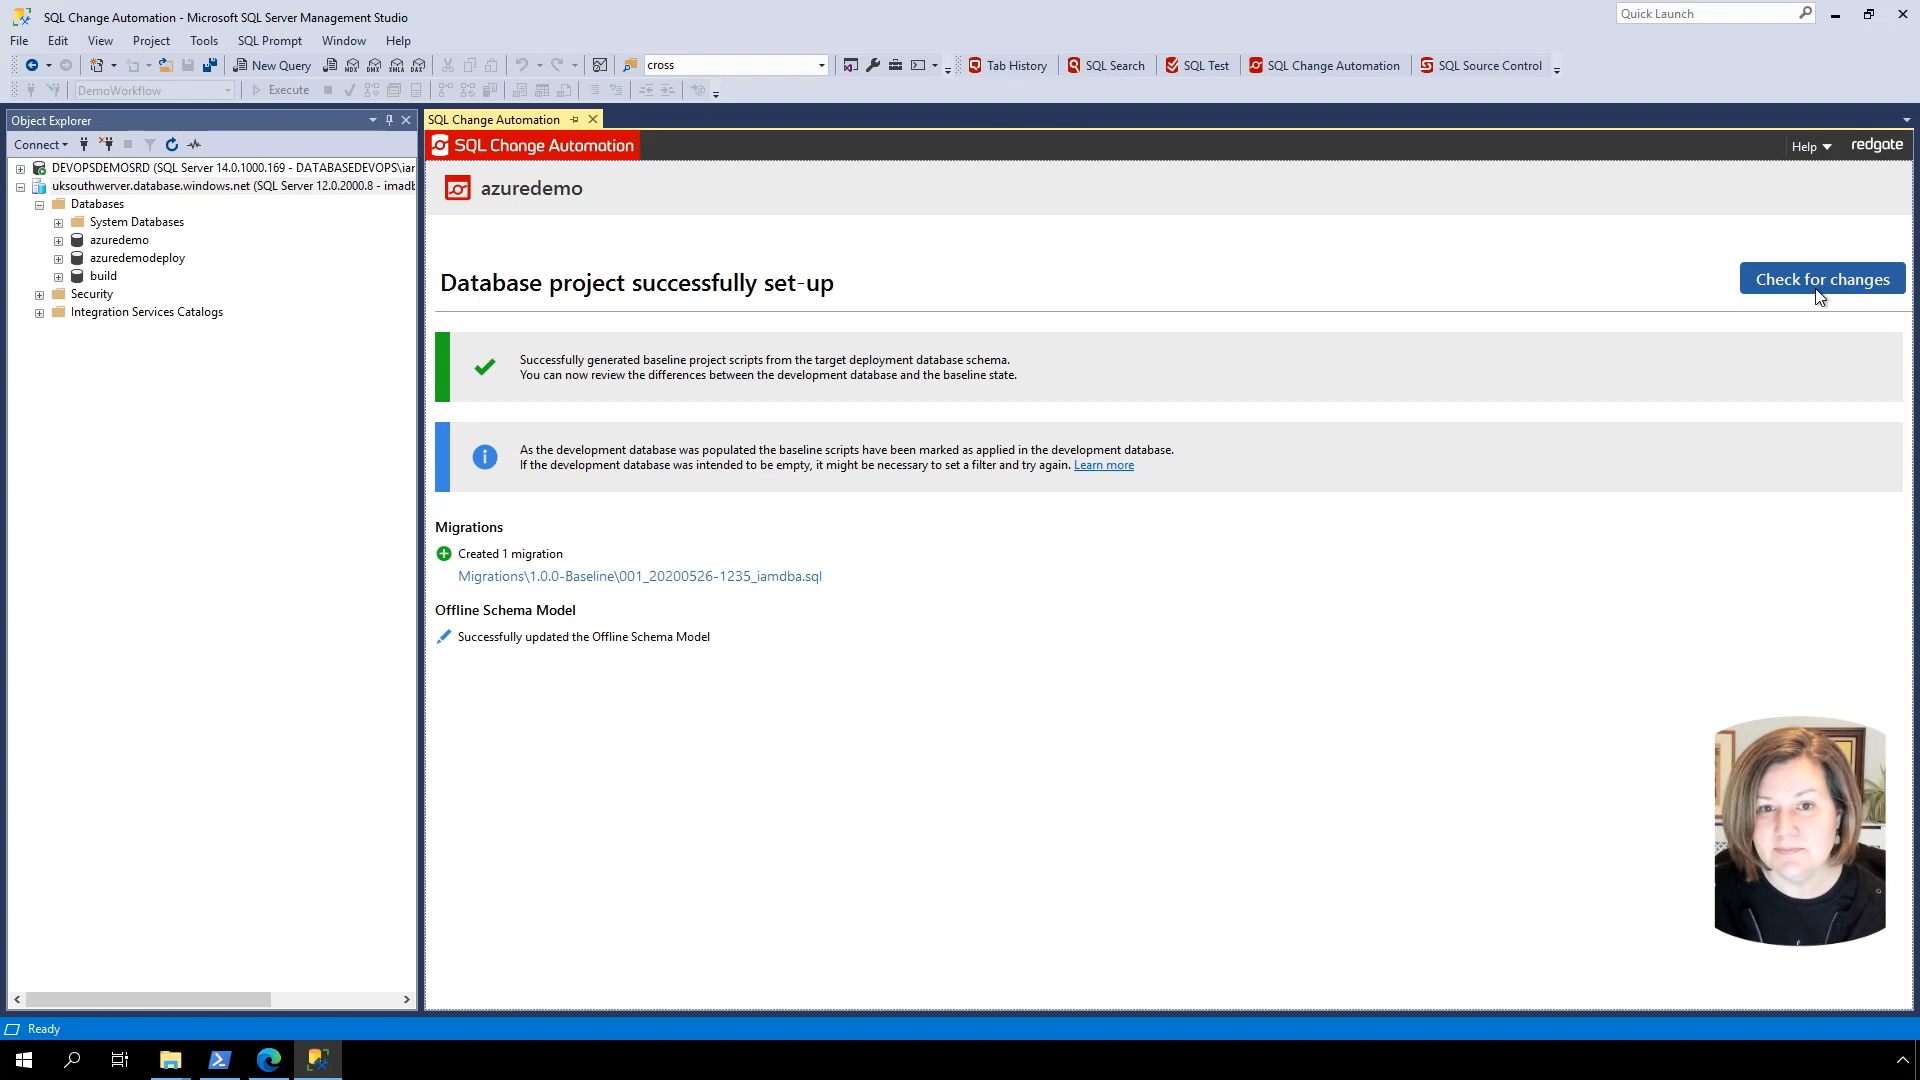 SQL Change Automation - Microsoft SQL Server Management Studio
Quick Launch
File Edit View Project Tools SQL Prompt Window Help
New Query
MDX
DMX
XMLA
DAX
cross
Tab History
SQL Search
SQL Test
SQL Change Automation
SQL Source Control
DemoWorkflow
Execute
Object Explorer
Connect
DEVOPSDEMOSRD (SQL Server 14.0.1000.169 - DATABASEDEVOPS\iar
uksouthwerver.database.windows.net (SQL Server 12.0.2000.8 - imadb
Databases
System Databases
azuredemo
azuredemodeploy
build
Security
Integration Services Catalogs
SQL Change Automation
SQL Change Automation
Help
redgate
azuredemo
Database project successfully set-up
Check for changes
Successfully generated baseline project scripts from the target deployment database schema.
You can now review the differences between the development database and the baseline state.
As the development database was populated the baseline scripts have been marked as applied in the development database.
If the development database was intended to be empty, it might be necessary to set a filter and try again. Learn more
Migrations
Created 1 migration
Migrations\1.0.0-Baseline\001_20200526-1235_iamdba.sql
Offline Schema Model
Successfully updated the Offline Schema Model
Ready